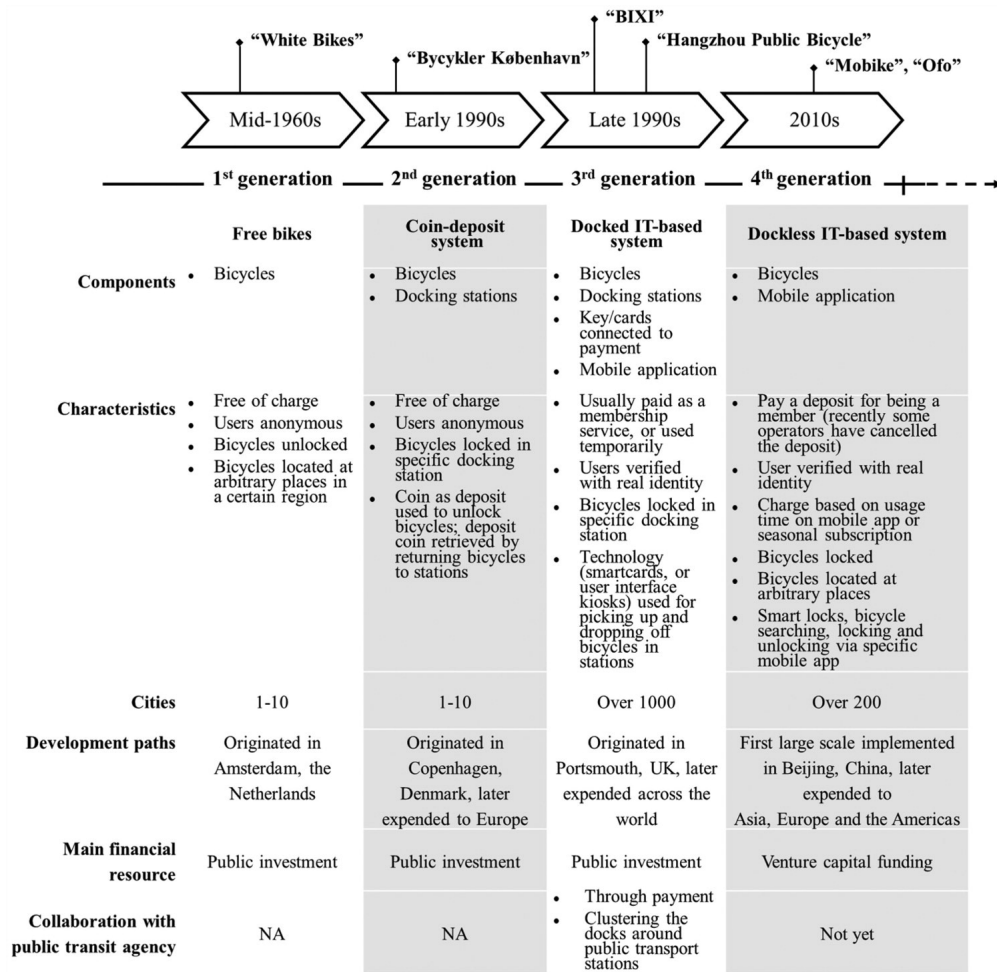 “BIXI”
“White Bikes”
“Hangzhou Public Bicycle”
“Bycykler København”
“Mobike”, “Ofo”
Mid-1960s
Early 1990s
Late 1990s
2010s
1st generation
2nd generation
3rd generation
4th generation
Free bikes
Coin-deposit
system
Docked IT-based
system
Dockless IT-based system
Components
• Bicycles
• Bicycles
• Docking stations
• Bicycles
• Docking stations
• Key/cards
connected to
payment
• Mobile application
• Bicycles
• Mobile application
Characteristics
• Free of charge
• Users anonymous
• Bicycles unlocked
• Bicycles located at
arbitrary places in
a certain region
• Free of charge
• Users anonymous
• Bicycles locked in
specific docking
station
• Coin as deposit
used to unlock
bicycles; deposit
coin retrieved by
returning bicycles
to stations
• Usually paid as a
membership
service, or used
temporarily
• Users verified
with real identity
• Bicycles locked in
specific docking
station
• Technology
(smartcards, or
user interface
kiosks) used for
picking up and
dropping off
bicycles in
stations
• Pay a deposit for being a
member (recently some
operators have cancelled
the deposit)
• User verified with real
identity
• Charge based on usage
time on mobile app or
seasonal subscription
• Bicycles locked
• Bicycles located at
arbitrary places
• Smart locks, bicycle
searching, locking and
unlocking via specific
mobile app
Cities
1-10
1-10
Over 1000
Over 200
Development paths
Originated in
Amsterdam, the
Netherlands
Originated in
Copenhagen,
Denmark, later
expended to Europe
Originated in
Portsmouth, UK, later
expended across the
world
First large scale implemented
in Beijing, China, later
expended to
Asia, Europe and the Americas
Main financial
resource
Public investment
Public investment
Public investment
Venture capital funding
Collaboration with
public transit agency
NA
NA
• Through payment
• Clustering the
docks around
public transport
stations
Not yet